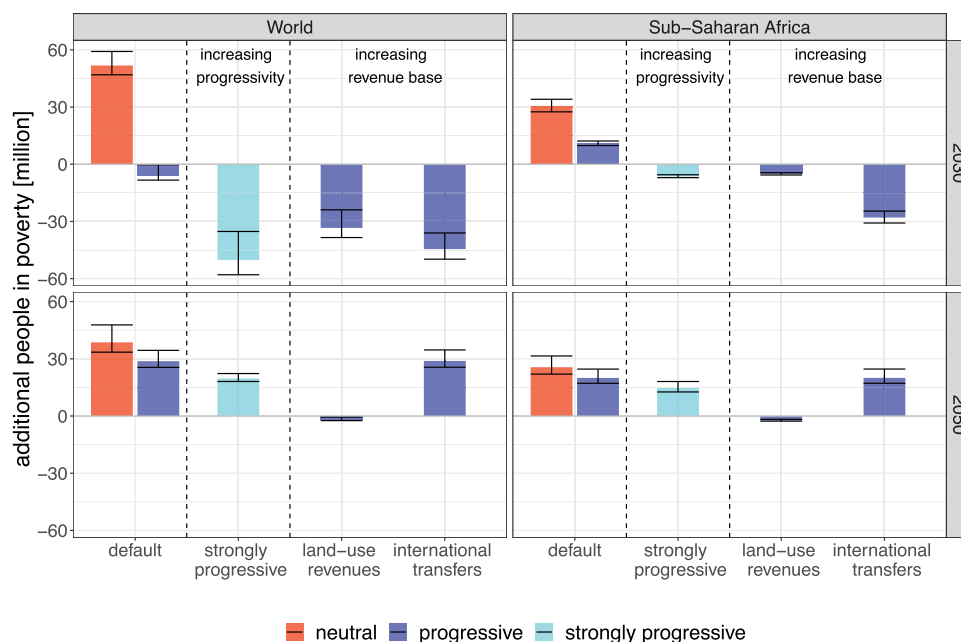 World
Sub−Saharan Africa
increasing
progressivity
increasing
revenue base
increasing
progressivity
increasing
revenue base
60
30
0
−30
−60
2030
60
30
0
−30
−60
2050
additional people in poverty [million]
default
strongly
progressive
land−use
revenues
international
transfers
default
strongly
progressive
land−use
revenues
international
transfers
neutral progressive strongly progressive